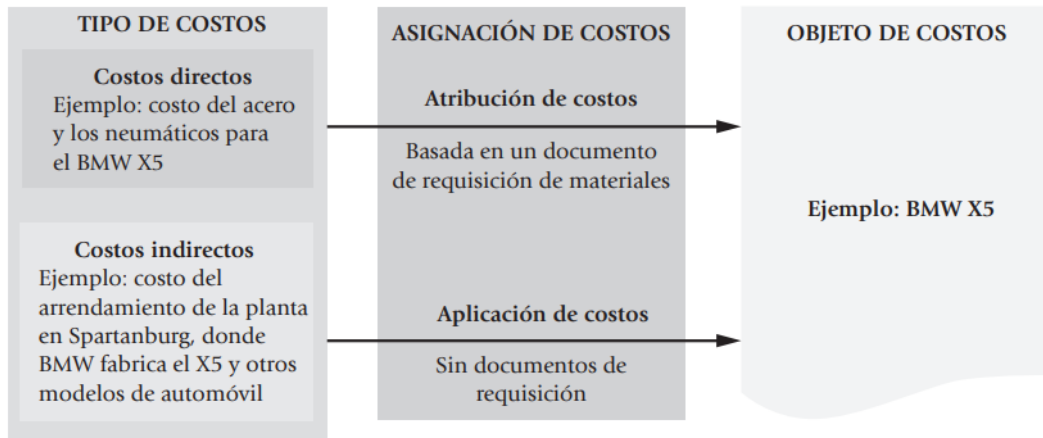 TIPO DE COSTOS
Costos directos
Ejemplo: costo del acero
y los neumáticos para
el BMW X5
Costos indirectos
Ejemplo: costo del
arrendamiento de la planta
en Spartanburg, donde
BMW fabrica el X5 y otros
modelos de automóvil
ASIGNACIÓN DE COSTOS
Atribución de costos
Basada en un documento
de requisición de materiales
Aplicación de costos
Sin documentos de
requisición
OBJETO DE COSTOS
Ejemplo: BMW X5